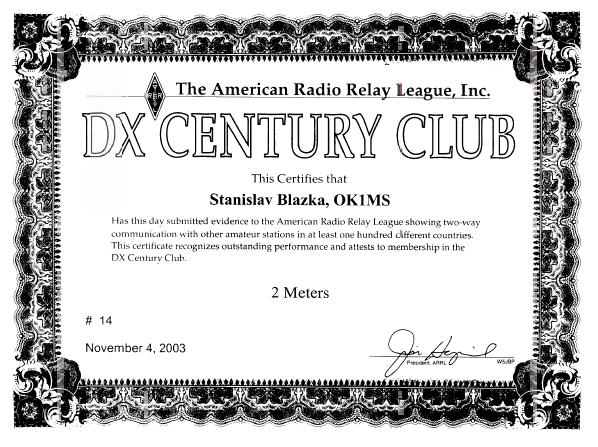 The American Radio Relay League, Inc.
DX CENTURY CLUB
This Certifies that
Stanislav Blazka, OK1MS
Has this day submitted evidence to the American Radio Relay League showing two-way
communication with other amateur stations in at least one hundred different countries.
This certificate recognizes outstanding performance and attests to membership in the
DX Century Club.
2 Meters
# 14
November 4, 2003
President, ARRL W5JBP